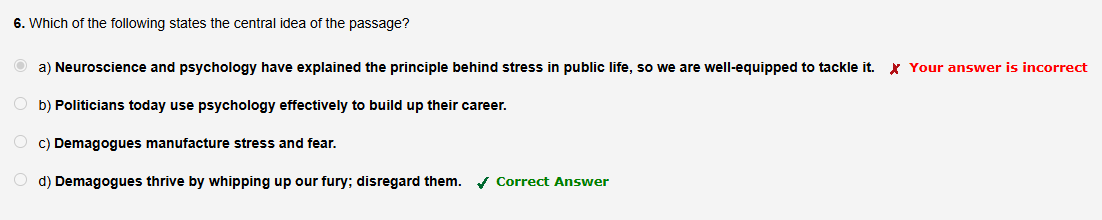 6. Which of the following states the central idea of the passage?
a) Neuroscience and psychology have explained the principle behind stress in public life, so we are well-equipped to tackle it. ✗ Your answer is incorrect
b) Politicians today use psychology effectively to build up their career.
c) Demagogues manufacture stress and fear.
d) Demagogues thrive by whipping up our fury; disregard them. ✓ Correct Answer